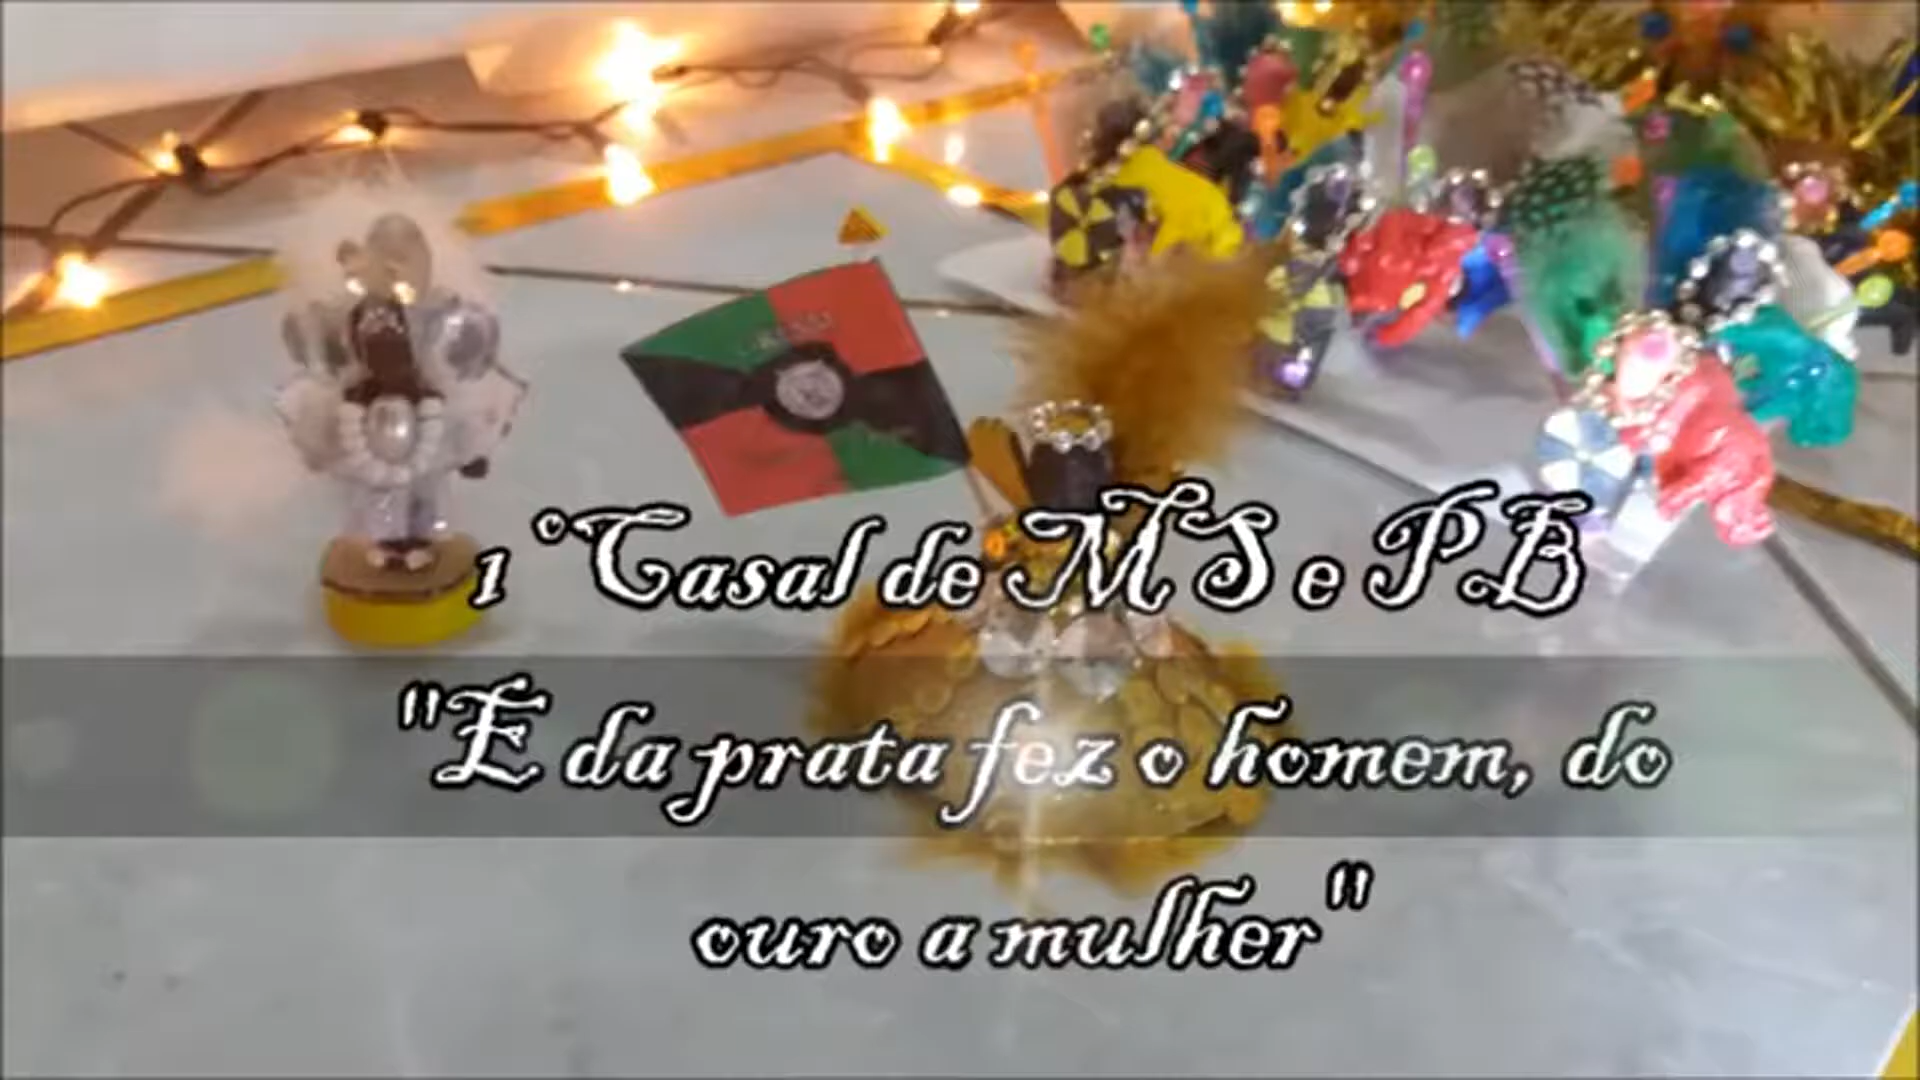 1°Casal de MS e PB
"E da prata fez o homem, do
ouro a mulher"